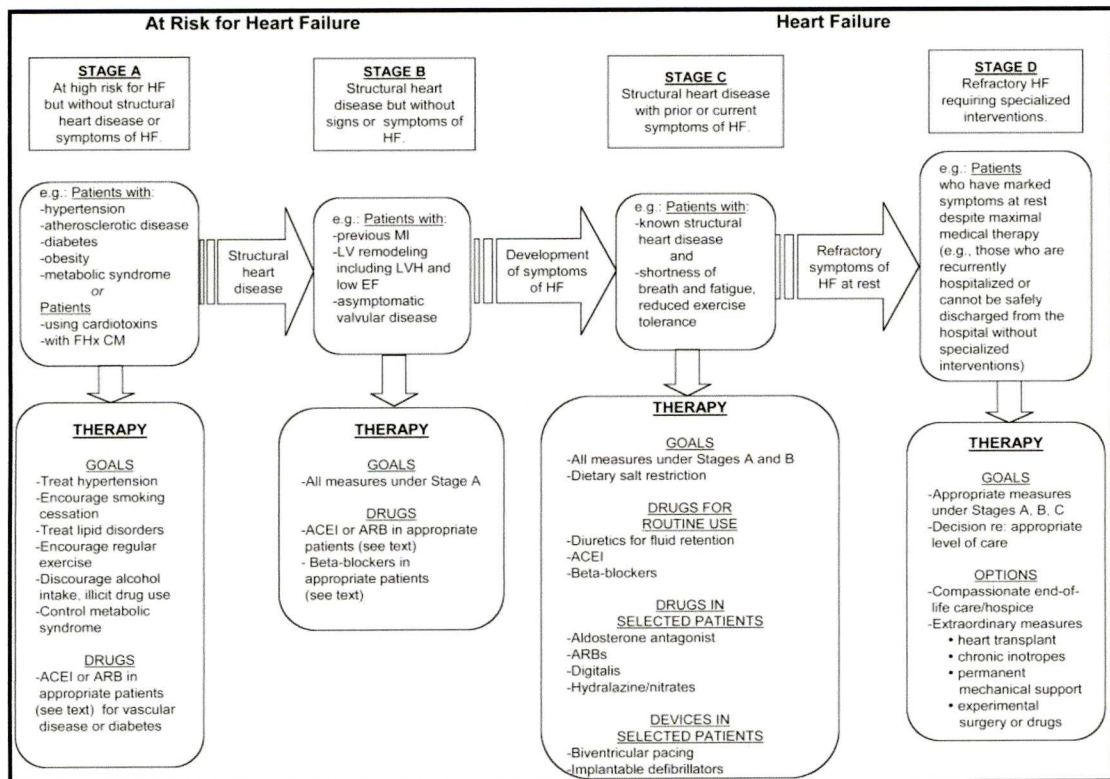 At Risk for Heart Failure
Heart Failure
STAGE A
At high risk for HF
but without structural
heart disease or
symptoms of HF.
STAGE B
Structural heart
disease but without
signs or symptoms of
HF.
STAGE C
Structural heart disease
with prior or current
symptoms of HF.
STAGE D
Refractory HF
requiring specialized
interventions.
e.g.: Patients with:
-hypertension
-atherosclerotic disease
-diabetes
-obesity
-metabolic syndrome
or
Patients
-using cardiotoxins
-with FHx CM
Structural
heart
disease
e.g.: Patients with:
-previous MI
-LV remodeling
including LVH and
low EF
-asymptomatic
valvular disease
Development
of symptoms
of HF
e.g.: Patients with:
-known structural
heart disease
and
-shortness of
breath and fatigue,
reduced exercise
tolerance
Refractory
symptoms of
HF at rest
e.g.: Patients
who have marked
symptoms at rest
despite maximal
medical therapy
(e.g., those who are
recurrently
hospitalized or
cannot be safely
discharged from the
hospital without
specialized
interventions)
THERAPY
GOALS
-Treat hypertension
-Encourage smoking
cessation
-Treat lipid disorders
-Encourage regular
exercise
-Discourage alcohol
intake, illicit drug use
-Control metabolic
syndrome
DRUGS
-ACEI or ARB in
appropriate patients
(see text) for vascular
disease or diabetes
THERAPY
GOALS
-All measures under Stage A
DRUGS
-ACEI or ARB in appropriate
patients (see text)
- Beta-blockers in
appropriate patients
(see text)
THERAPY
GOALS
-All measures under Stages A and B
-Dietary salt restriction
DRUGS FOR
ROUTINE USE
-Diuretics for fluid retention
-ACEI
-Beta-blockers
DRUGS IN
SELECTED PATIENTS
-Aldosterone antagonist
-ARBs
-Digitalis
-Hydralazine/nitrates
DEVICES IN
SELECTED PATIENTS
-Biventricular pacing
-Implantable defibrillators
THERAPY
GOALS
-Appropriate measures
under Stages A, B, C
-Decision re: appropriate
level of care
OPTIONS
-Compassionate end-of-
life care/hospice
-Extraordinary measures
• heart transplant
• chronic inotropes
• permanent
mechanical support
• experimental
surgery or drugs